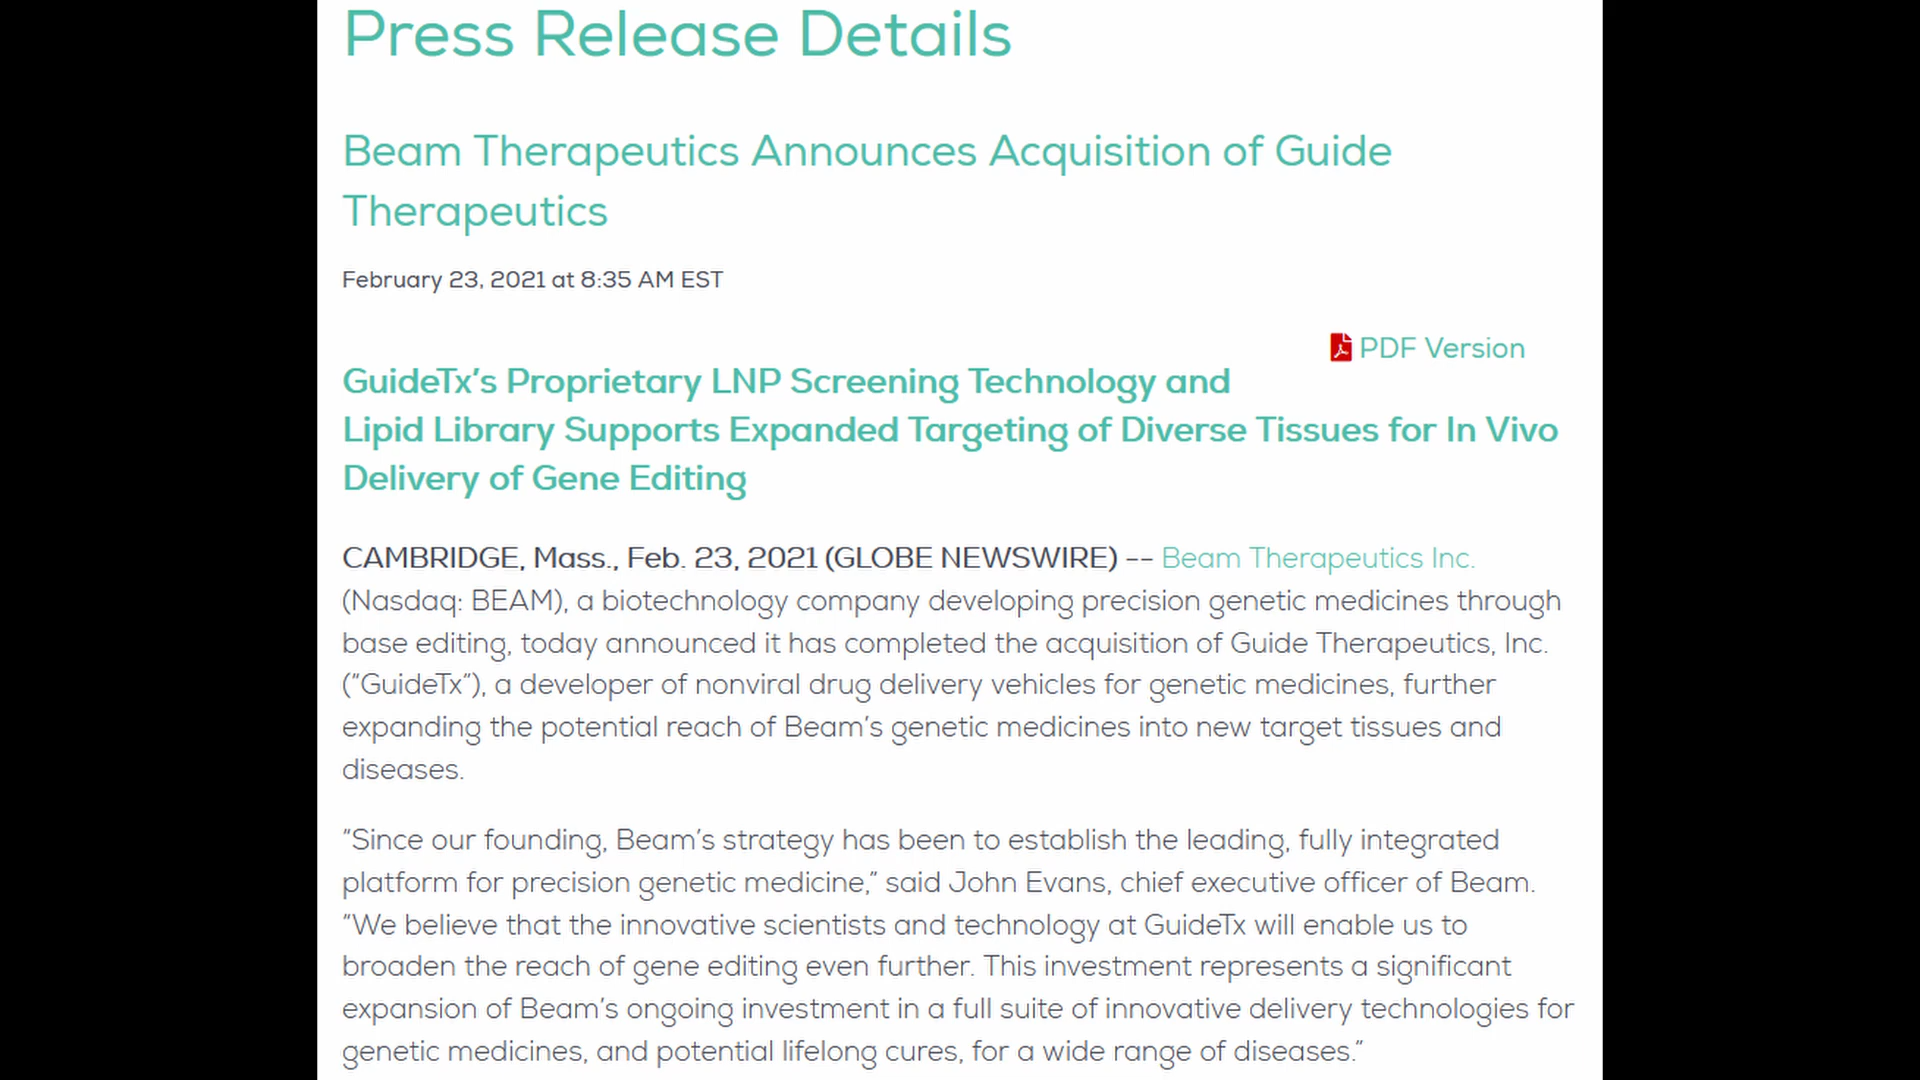 Press Release Details
Beam Therapeutics Announces Acquisition of Guide
Therapeutics
February 23, 2021 at 8:35 AM EST
PDF Version
GuideTx’s Proprietary LNP Screening Technology and
Lipid Library Supports Expanded Targeting of Diverse Tissues for In Vivo
Delivery of Gene Editing
CAMBRIDGE, Mass., Feb. 23, 2021 (GLOBE NEWSWIRE) -- Beam Therapeutics Inc.
(Nasdaq: BEAM), a biotechnology company developing precision genetic medicines through
base editing, today announced it has completed the acquisition of Guide Therapeutics, Inc.
(“GuideTx”), a developer of nonviral drug delivery vehicles for genetic medicines, further
expanding the potential reach of Beam’s genetic medicines into new target tissues and
diseases.
“Since our founding, Beam’s strategy has been to establish the leading, fully integrated
platform for precision genetic medicine,” said John Evans, chief executive officer of Beam.
“We believe that the innovative scientists and technology at GuideTx will enable us to
broaden the reach of gene editing even further. This investment represents a significant
expansion of Beam’s ongoing investment in a full suite of innovative delivery technologies for
genetic medicines, and potential lifelong cures, for a wide range of diseases.”